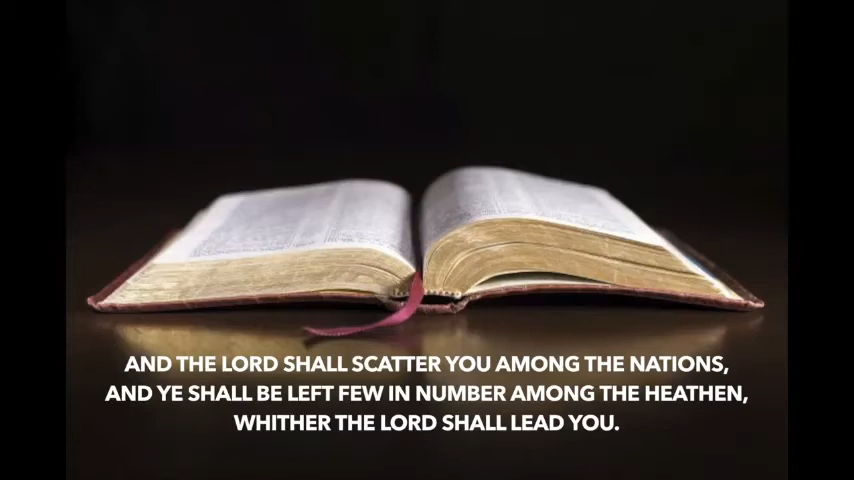 AND THE LORD SHALL SCATTER YOU AMONG THE NATIONS,
AND YE SHALL BE LEFT FEW IN NUMBER AMONG THE HEATHEN,
WHITHER THE LORD SHALL LEAD YOU.